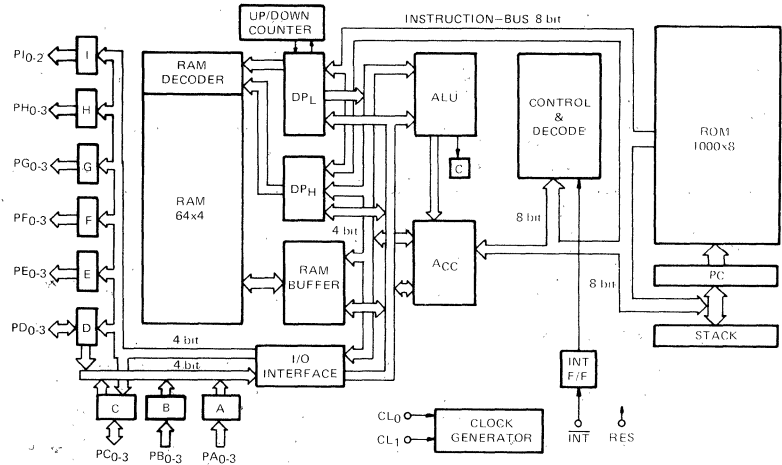 UP/DOWN
COUNTER
INSTRUCTION-BUS 8 bit
PI0-2
I
RAM
DECODER
DPL
ALU
CONTROL
&
DECODE
ROM
1000x8
PH0-3
H
PG0-3
G
C
DPH
RAM
64x4
PF0-3
F
4 bit
8 bit
PE0-3
E
RAM
BUFFER
ACC
PC
8 bit
PD0-3
D
STACK
4 bit
4 bit
I/O
INTERFACE
INT
F/F
C
B
A
CL0
CL1
CLOCK
GENERATOR
INT
RES
PC0-3
PB0-3
PA0-3